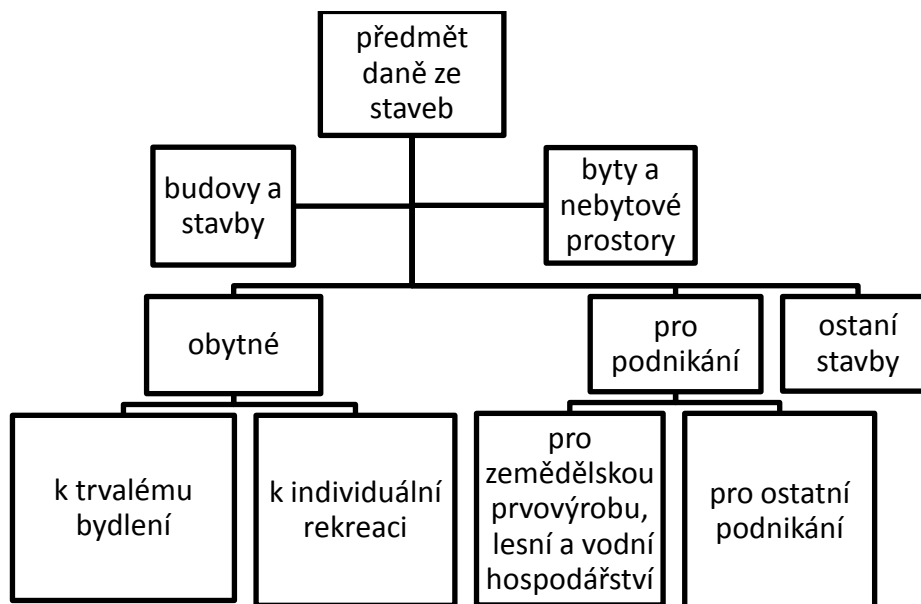 předmět
daně ze
staveb
budovy a
stavby
byty a
nebytové
prostory
obytné
pro
podnikání
ostaní
stavby
k trvalému
bydlení
k individuální
rekreaci
pro
zemědělskou
prvovýrobu,
lesní a vodní
hospodářství
pro ostatní
podnikání